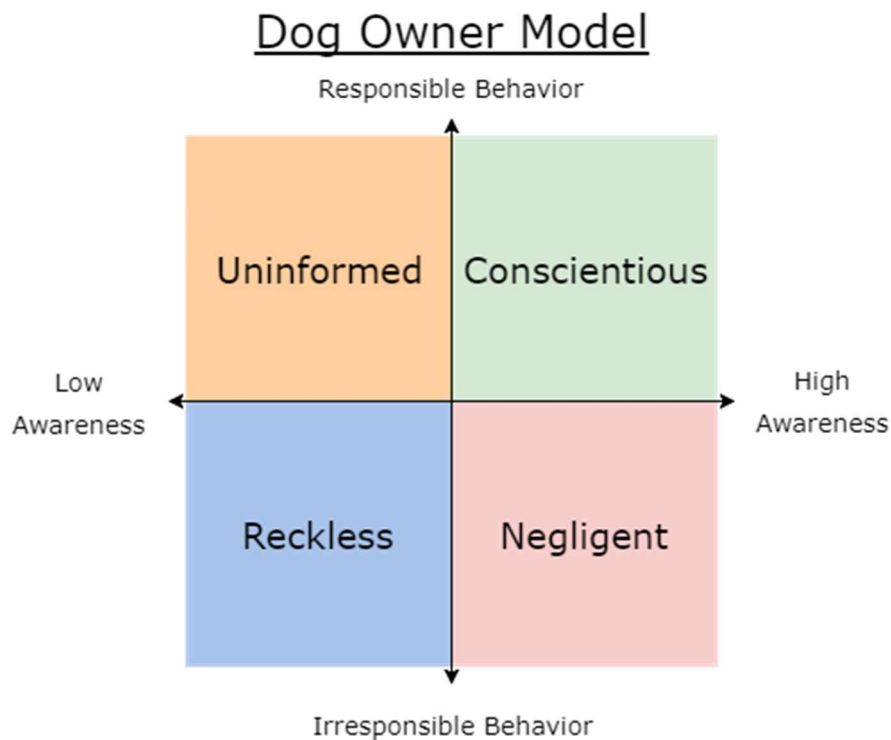 Dog Owner Model
Responsible Behavior
Uninformed
Conscientious
Low
Awareness
High
Awareness
Reckless
Negligent
Irresponsible Behavior